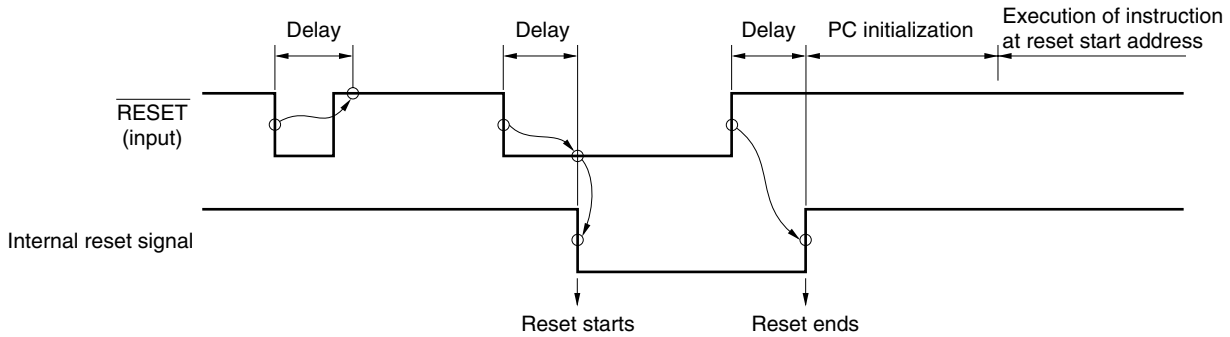 Delay
Delay
Delay
PC initialization
Execution of instruction
at reset start address
RESET
(input)
Internal reset signal
Reset starts
Reset ends